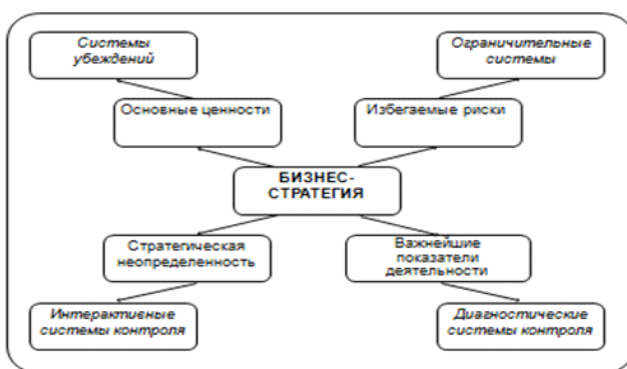 Системы
убеждений
Ограничительные
системы
Основные ценности
Избегаемые риски
БИЗНЕС-
СТРАТЕГИЯ
Стратегическая
неопределенность
Важнейшие
показатели
деятельности
Интерактивные
системы контроля
Диагностические
системы контроля